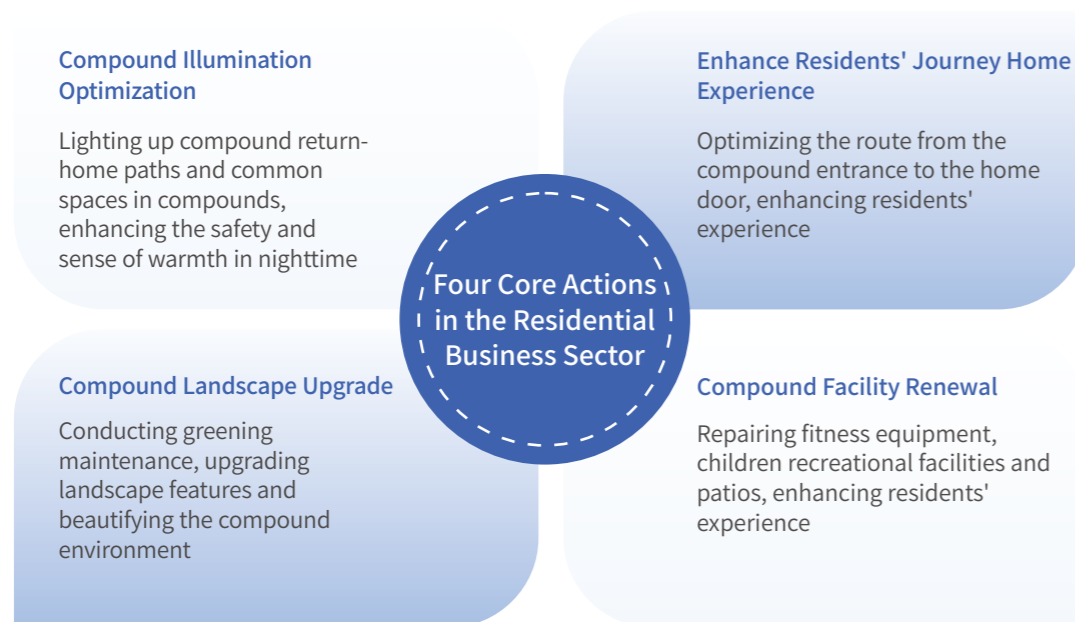 Compound Illumination
Optimization
Lighting up compound return-
home paths and common
spaces in compounds,
enhancing the safety and
sense of warmth in nighttime
Enhance Residents' Journey Home
Experience
Optimizing the route from the
compound entrance to the home
door, enhancing residents'
experience
Four Core Actions
in the Residential
Business Sector
Compound Landscape Upgrade
Conducting greening
maintenance, upgrading
landscape features and
beautifying the compound
environment
Compound Facility Renewal
Repairing fitness equipment,
children recreational facilities and
patios, enhancing residents'
experience